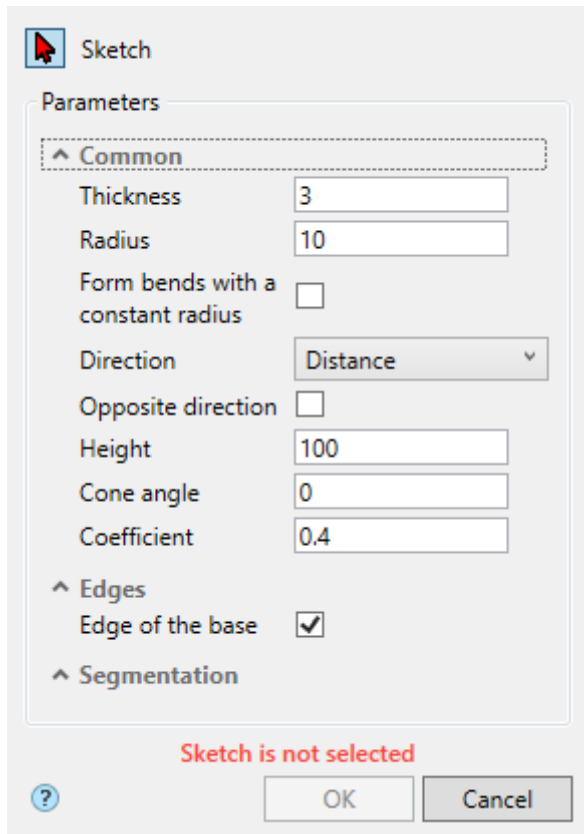 Sketch
Parameters
Common
Thickness 3
Radius 10
Form bends with a
constant radius
Direction Distance
Opposite direction
Height 100
Cone angle 0
Coefficient 0.4
Edges
Edge of the base
Segmentation
Sketch is not selected
? OK Cancel